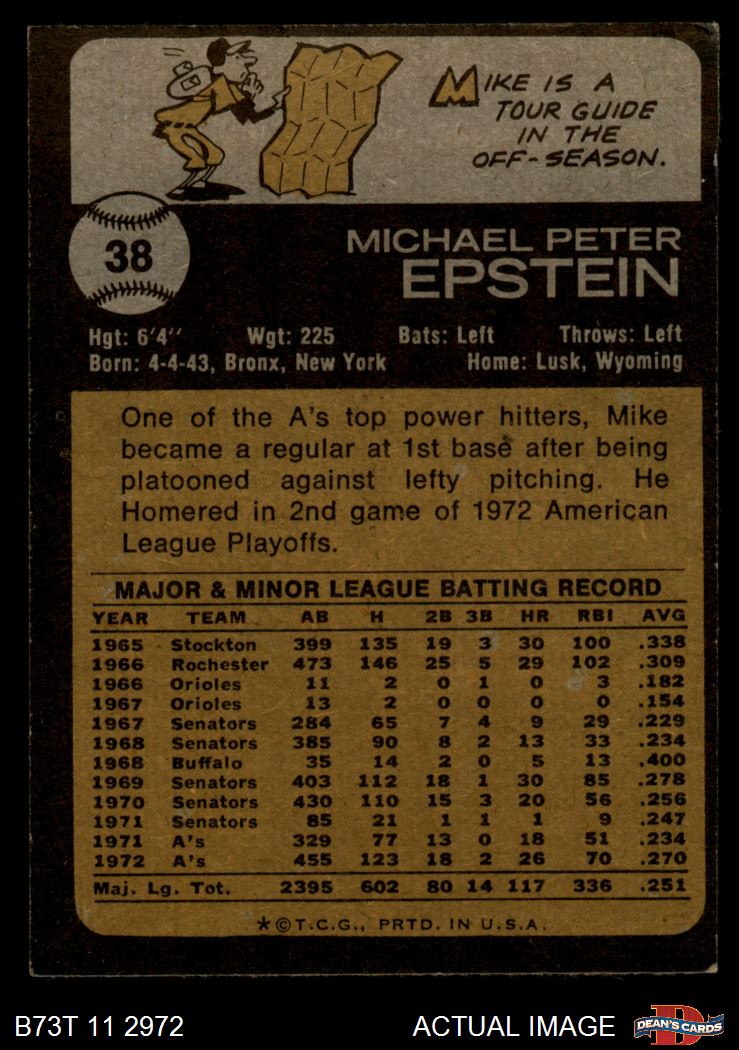 MIKE IS A
TOUR GUIDE
IN THE
OFF-SEASON.
38
MICHAEL PETER
EPSTEIN
Hgt: 6'4" Wgt: 225 Bats: Left Throws: Left
Born: 4-4-43, Bronx, New York Home: Lusk, Wyoming
One of the A's top power hitters, Mike
became a regular at 1st base after being
platooned against lefty pitching. He
Homered in 2nd game of 1972 American
League Playoffs.
MAJOR & MINOR LEAGUE BATTING RECORD
YEAR TEAM AB H 2B 3B HR RBI AVG
1965 Stockton 399 135 19 3 30 100 .338
1966 Rochester 473 146 25 5 29 102 .309
1966 Orioles 11 2 0 1 0 3 .182
1967 Orioles 13 2 0 0 0 0 .154
1967 Senators 284 65 7 4 9 29 .229
1968 Senators 385 90 8 2 13 33 .234
1968 Buffalo 35 14 2 0 5 13 .400
1969 Senators 403 112 18 1 30 85 .278
1970 Senators 430 110 15 3 20 56 .256
1971 Senators 85 21 1 1 1 9 .247
1971 A's 329 77 13 0 18 51 .234
1972 A's 455 123 18 2 26 70 .270
Maj. Lg. Tot. 2395 602 80 14 117 336 .251
*©T.C.G., PRTD. IN U.S.A.
B73T 11 2972 ACTUAL IMAGE D DEAN'S CARDS